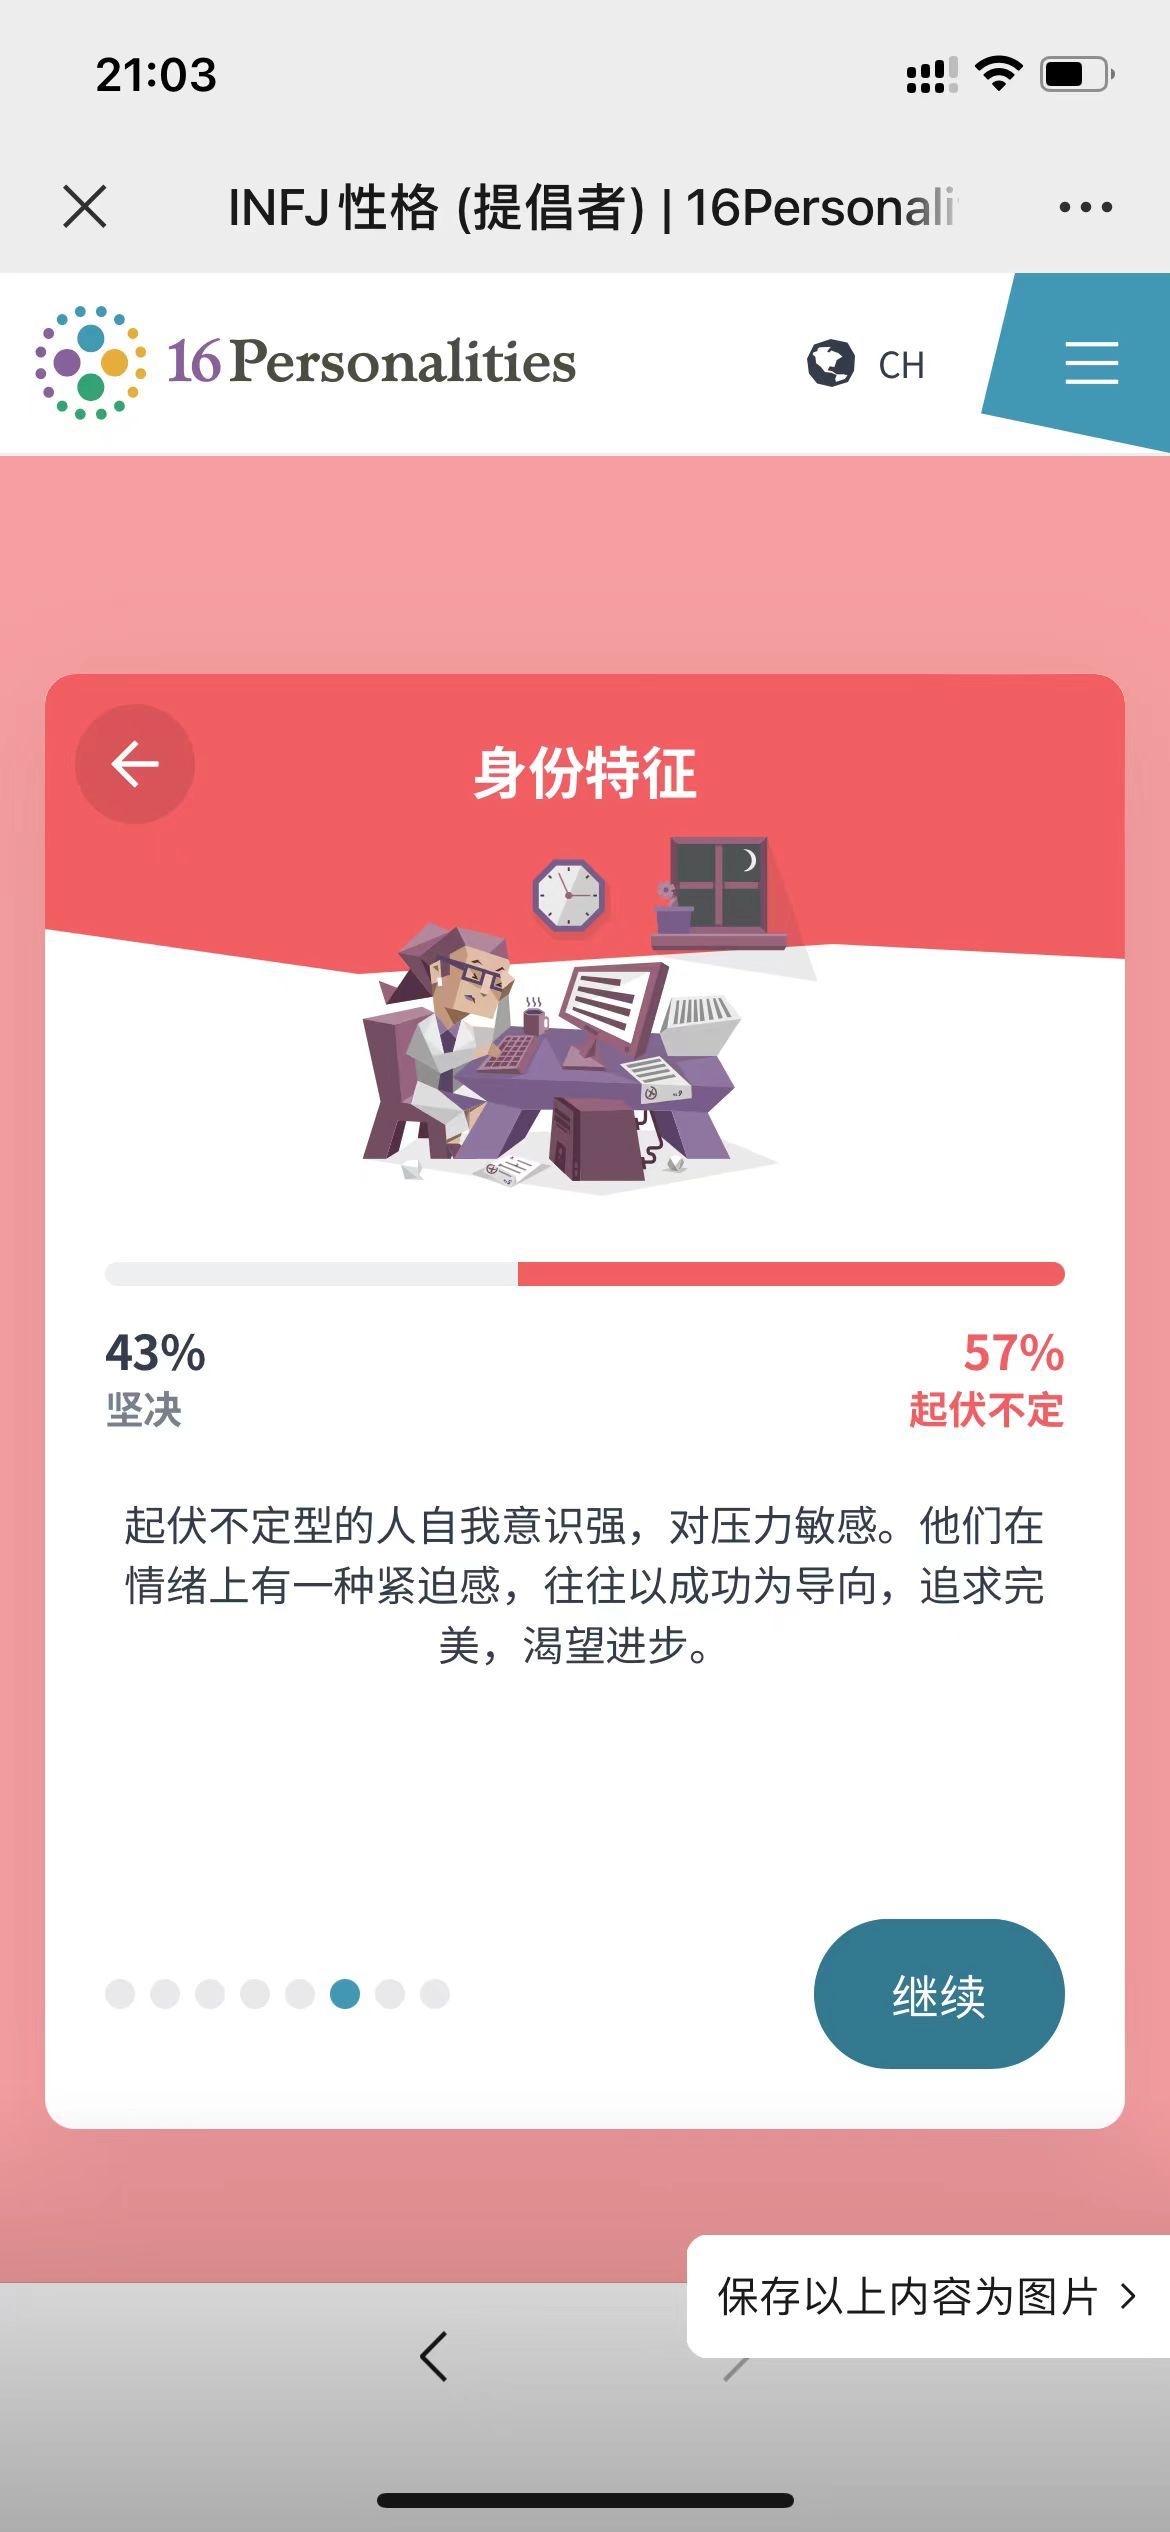 21:03
INFJ性格 (提倡者) | 16Personali
16Personalities
CH
身份特征
43%
57%
坚决
起伏不定
起伏不定型的人自我意识强，对压力敏感。他们在
情绪上有一种紧迫感，往往以成功为导向，追求完
美，渴望进步。
继续
保存以上内容为图片